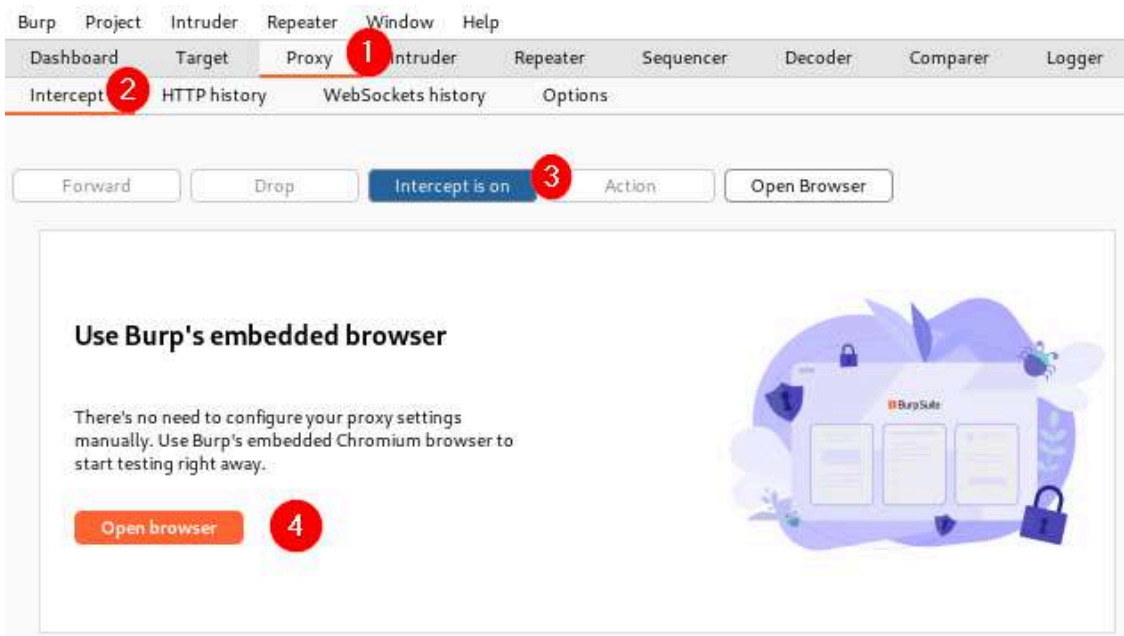 Burp Project Intruder Repeater Window Help
Dashboard Target Proxy 1 Intruder Repeater Sequencer Decoder Comparer Logger
Intercept 2 HTTP history WebSockets history Options
Forward Drop Intercept is on 3 Action Open Browser
Use Burp's embedded browser
There's no need to configure your proxy settings
manually. Use Burp's embedded Chromium browser to
start testing right away.
Open browser 4
BurpSuite